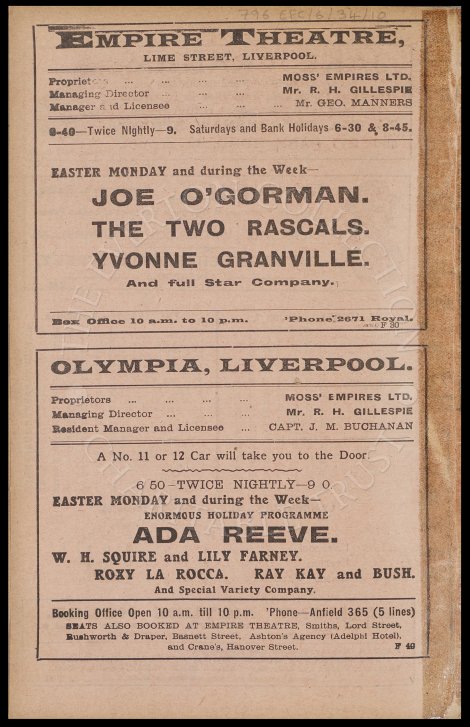 796 EEC/6/34/10
EMPIRE THEATRE,
LIME STREET, LIVERPOOL.
Proprietors ... ... ... ... MOSS' EMPIRES LTD.
Managing Director ... ... ... Mr. R. H. GILLESPIE
Manager and Licensee ... ... ... Mr. GEO. MANNERS
6-40—Twice Nightly—9. Saturdays and Bank Holidays 6-30 & 8-45.
EASTER MONDAY and during the Week—
JOE O'GORMAN.
THE TWO RASCALS.
YVONNE GRANVILLE.
And full Star Company.
Box Office 10 a.m. to 10 p.m. 'Phone 2671 Royal.
F 30
OLYMPIA, LIVERPOOL.
Proprietors ... ... ... ... MOSS' EMPIRES LTD.
Managing Director ... ... ... Mr. R. H. GILLESPIE
Resident Manager and Licensee ... CAPT. J. M. BUCHANAN
A No. 11 or 12 Car will take you to the Door.
6 50—TWICE NIGHTLY—9 0.
EASTER MONDAY and during the Week—
ENORMOUS HOLIDAY PROGRAMME
ADA REEVE.
W. H. SQUIRE and LILY FARNEY.
ROXY LA ROCCA. RAY KAY and BUSH.
And Special Variety Company.
Booking Office Open 10 a.m. till 10 p.m. 'Phone—Anfield 365 (5 lines)
SEATS ALSO BOOKED AT EMPIRE THEATRE, Smiths, Lord Street,
Rushworth & Draper, Basnett Street, Ashton's Agency (Adelphi Hotel),
and Crane's, Hanover Street. F 49